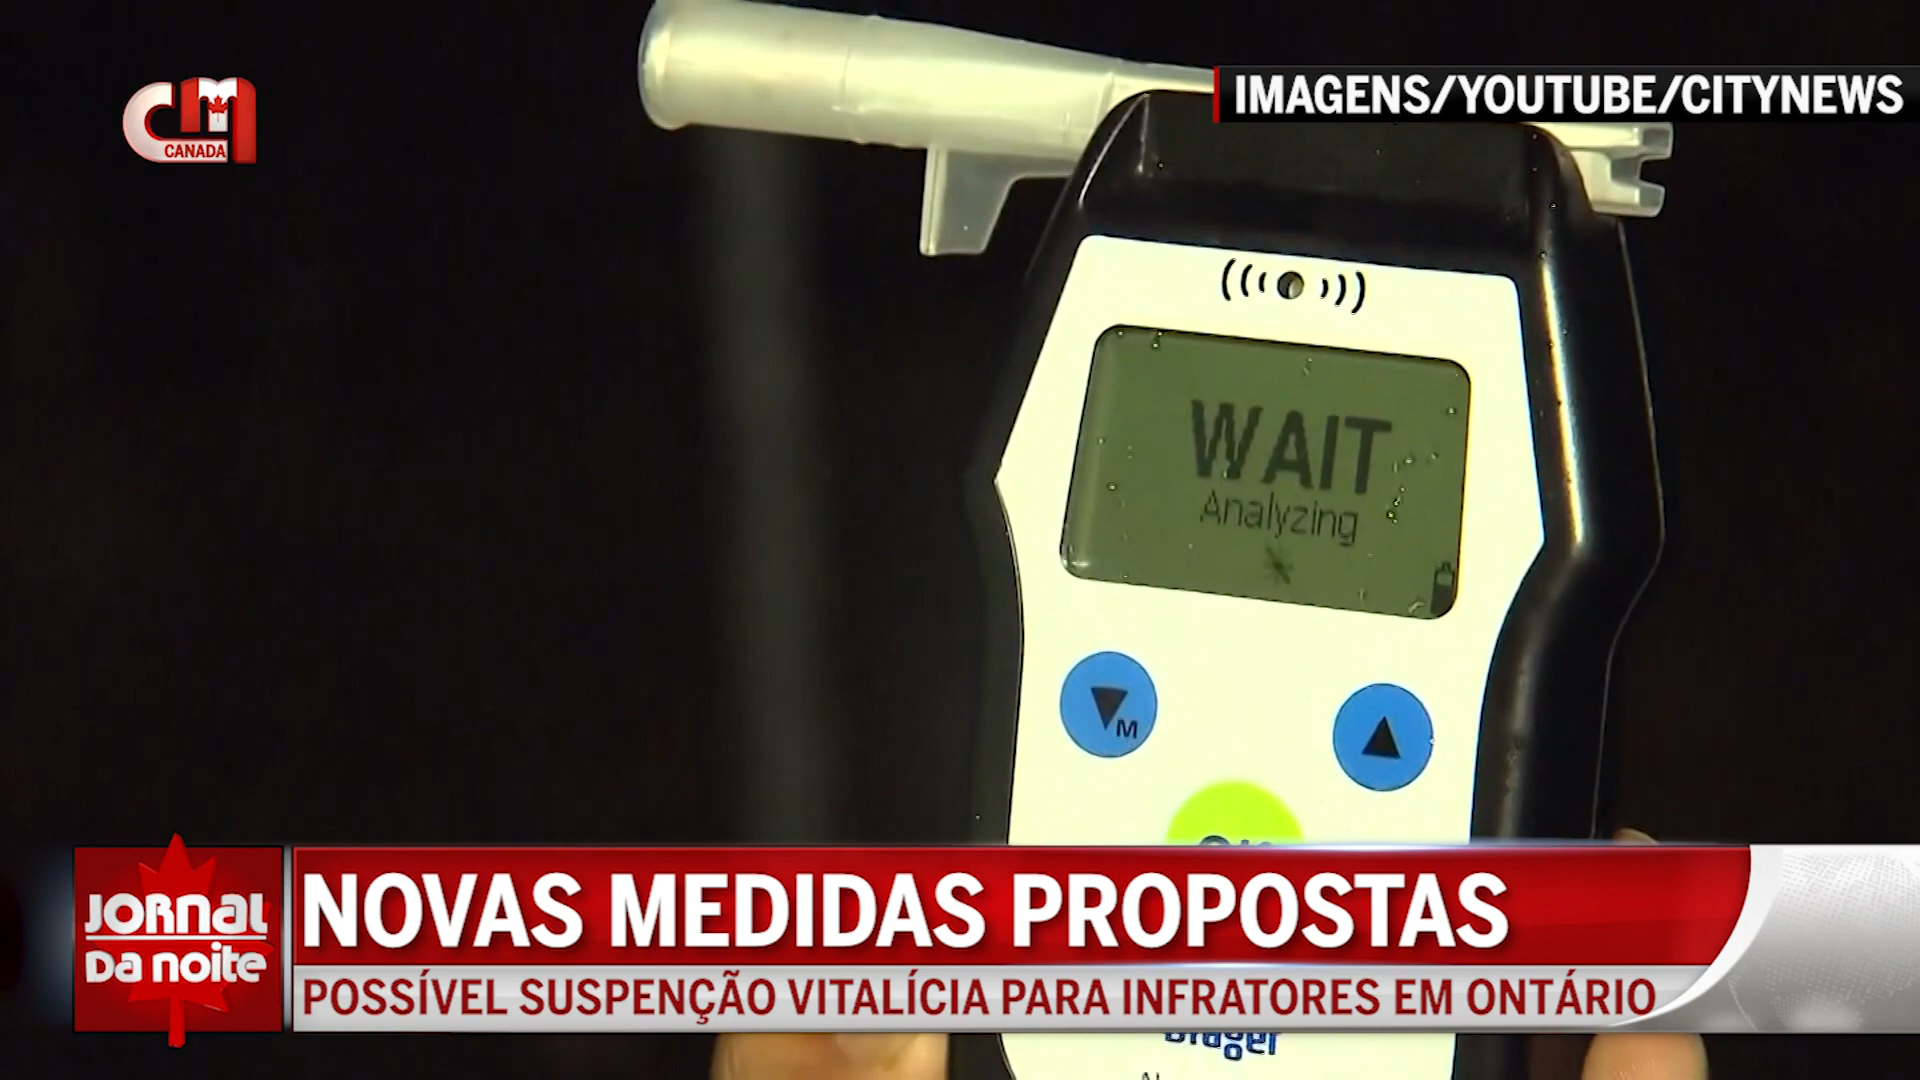 CM
CANADA
IMAGENS/YOUTUBE/CITYNEWS
WAIT
Analyzing
M
JORNAL
DA NOITE
NOVAS MEDIDAS PROPOSTAS
POSSÍVEL SUSPENÇÃO VITALÍCIA PARA INFRATORES EM ONTÁRIO
Dräger